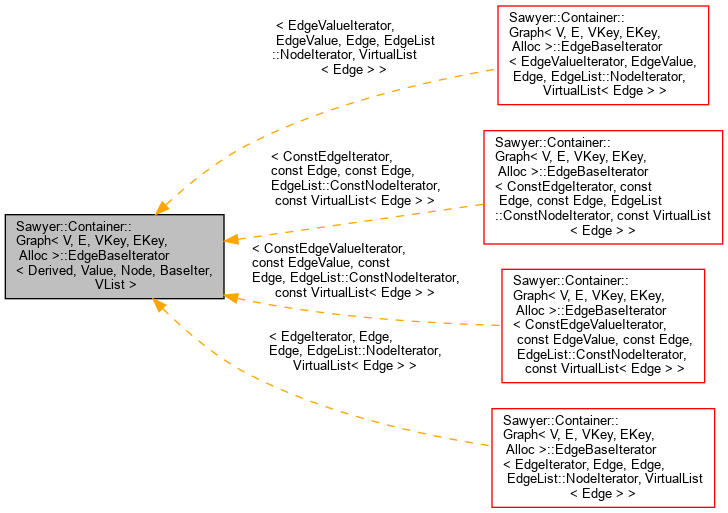 Sawyer::Container::
Graph< V, E, VKey, EKey,
Alloc >::EdgeBaseIterator
< Derived, Value, Node, BaseIter,
VList >
< EdgeValueIterator,
EdgeValue, Edge, EdgeList
::NodeIterator, VirtualList
< Edge > >
Sawyer::Container::
Graph< V, E, VKey, EKey,
Alloc >::EdgeBaseIterator
< EdgeValueIterator, EdgeValue,
Edge, EdgeList::NodeIterator,
VirtualList< Edge > >
< ConstEdgeIterator,
const Edge, const Edge,
EdgeList::ConstNodeIterator,
const VirtualList< Edge > >
Sawyer::Container::
Graph< V, E, VKey, EKey,
Alloc >::EdgeBaseIterator
< ConstEdgeIterator, const
Edge, const Edge, EdgeList
::ConstNodeIterator, const VirtualList
< Edge > >
< ConstEdgeValueIterator,
const EdgeValue, const
Edge, EdgeList::ConstNodeIterator,
const VirtualList< Edge > >
Sawyer::Container::
Graph< V, E, VKey, EKey,
Alloc >::EdgeBaseIterator
< ConstEdgeValueIterator,
const EdgeValue, const Edge,
EdgeList::ConstNodeIterator,
const VirtualList< Edge > >
< EdgeIterator, Edge,
Edge, EdgeList::NodeIterator,
VirtualList< Edge > >
Sawyer::Container::
Graph< V, E, VKey, EKey,
Alloc >::EdgeBaseIterator
< EdgeIterator, Edge, Edge,
EdgeList::NodeIterator, VirtualList
< Edge > >